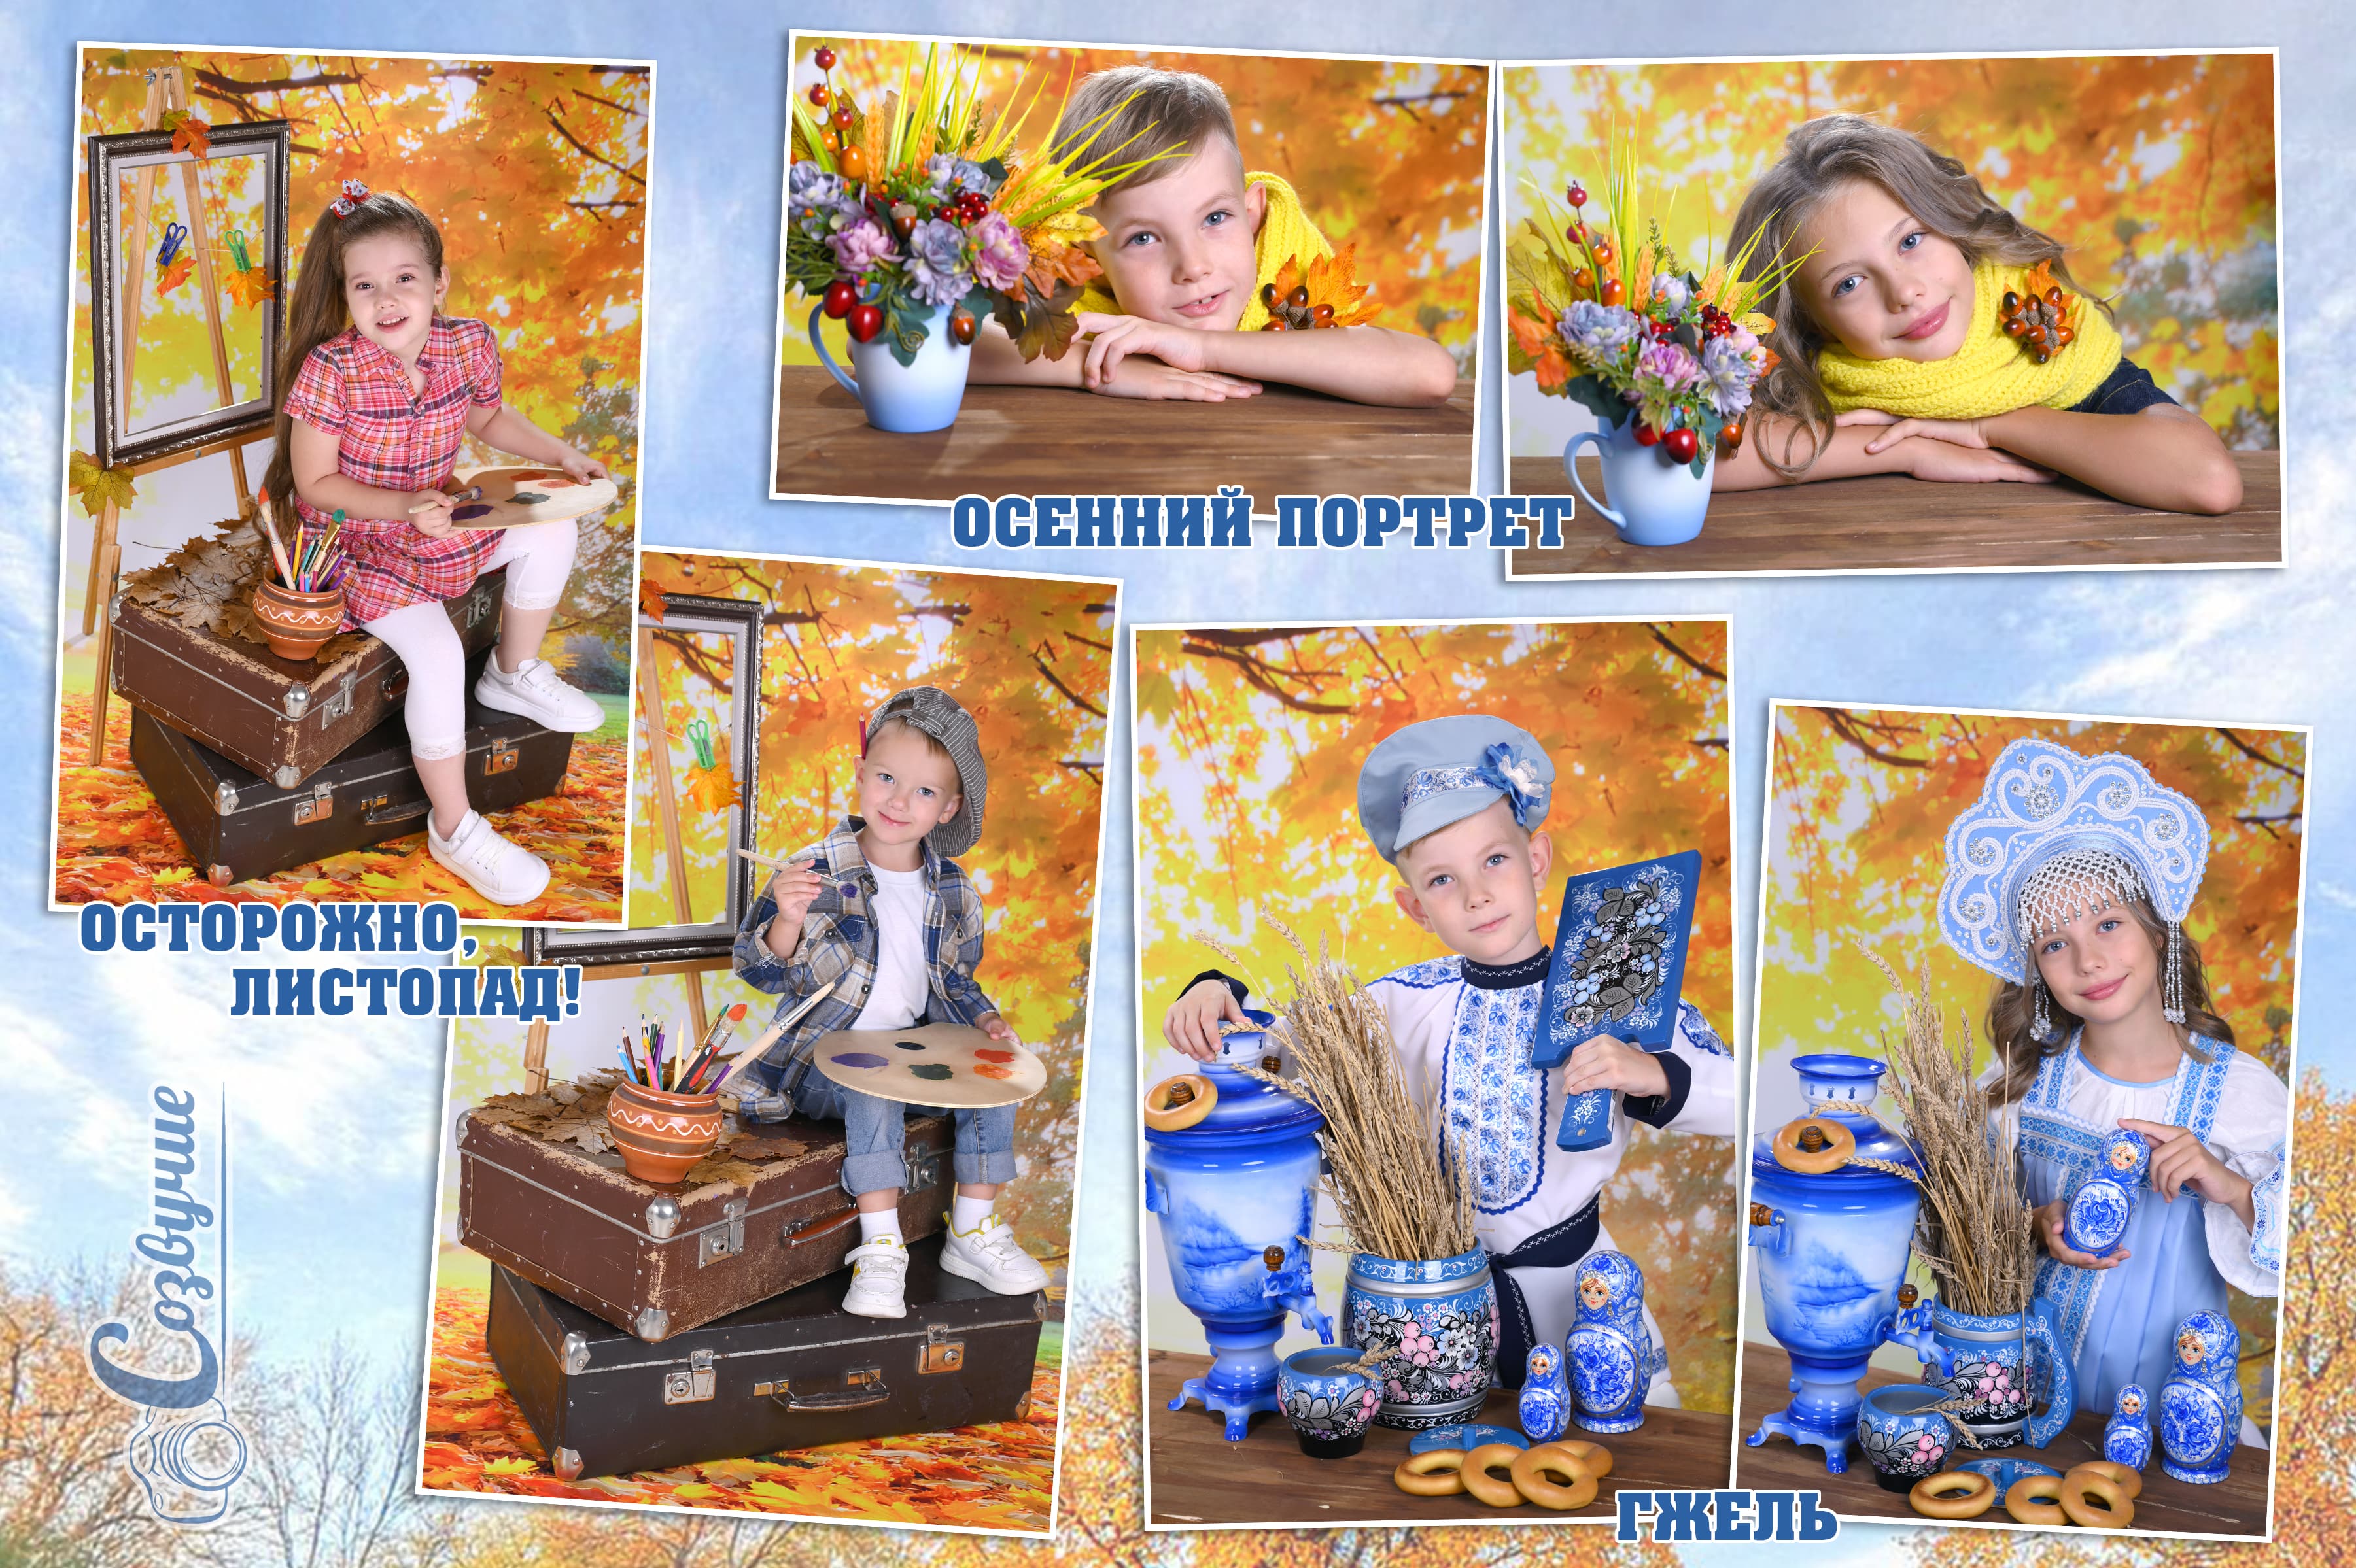 ОСЕННИЙ ПОРТРЕТ
ОСТОРОЖНО,
ЛИСТОПАД!
Созвучие
ГЖЕЛЬ